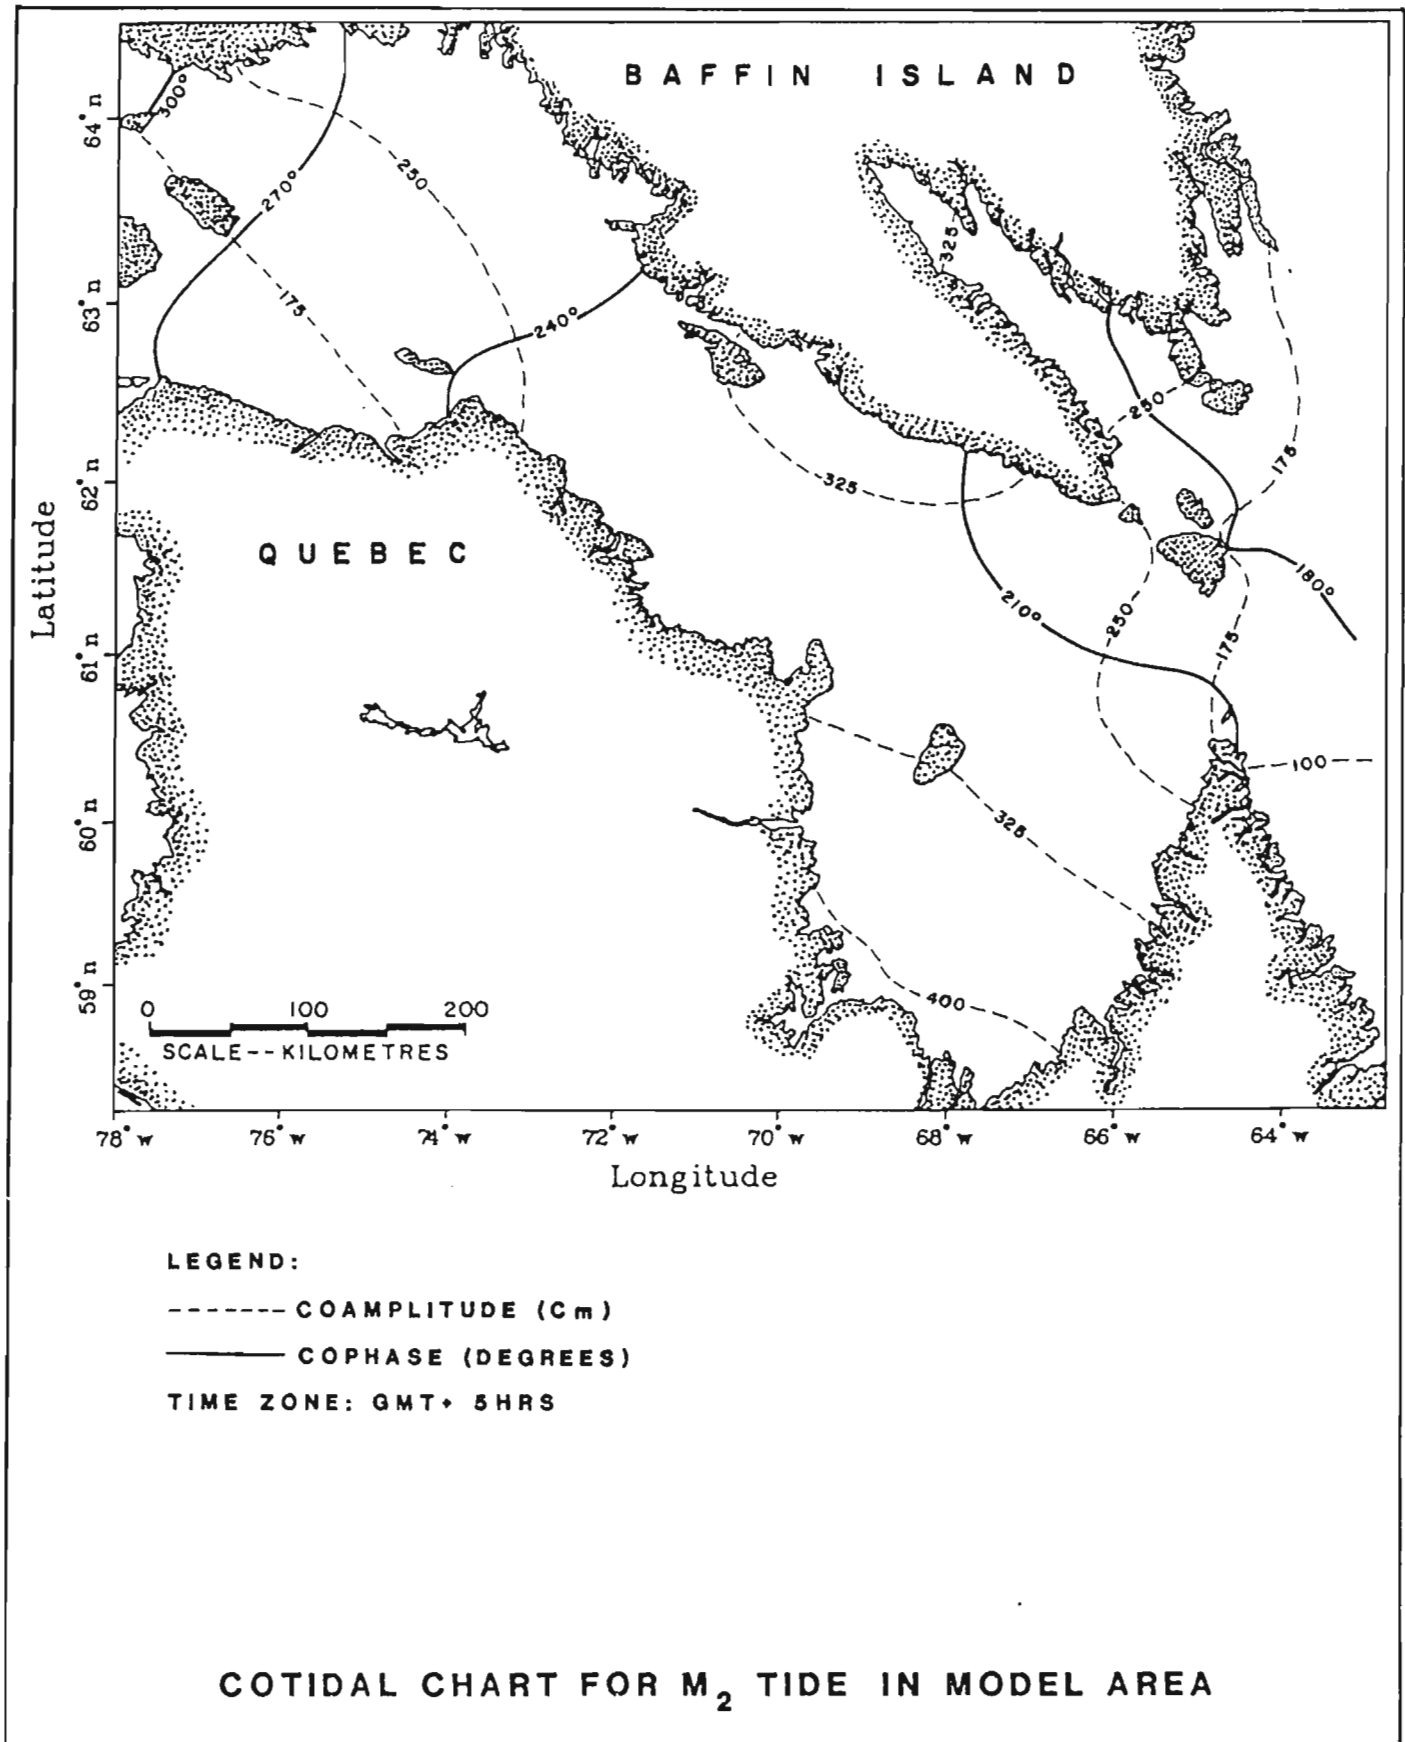 BAFFIN ISLAND
64° n
300°
270°
250
325
175
63° n
240°
250
175
62° n
325
QUEBEC
Latitude
210°
250
180°
175
61° n
100
60° n
325
59° n
400
0 100 200
SCALE--KILOMETRES
78° w 76° w 74° w 72° w 70° w 68° w 66° w 64° w
Longitude
LEGEND:
COAMPLITUDE (Cm)
COPHASE (DEGREES)
TIME ZONE: GMT+ 5HRS
COTIDAL CHART FOR M₂ TIDE IN MODEL AREA